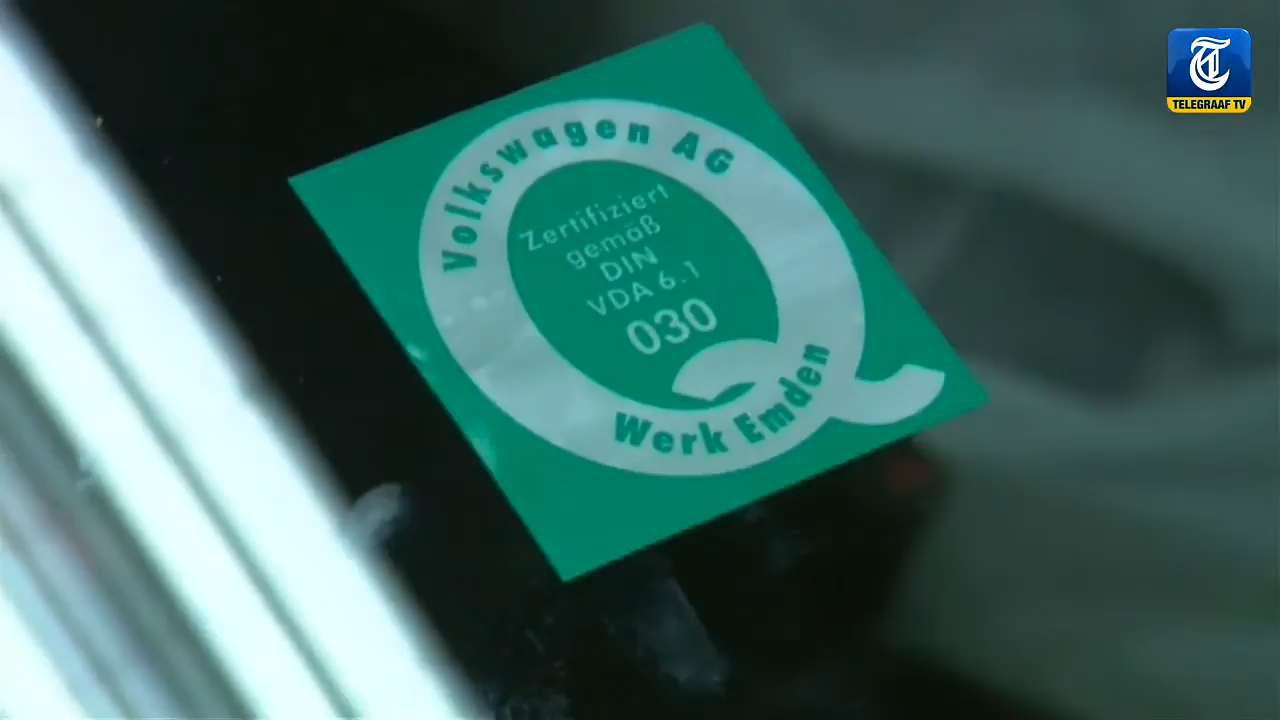 TELEGRAAF TV
Volkswagen AG
Zertifiziert
gemäß
DIN
VDA 6.1
030
Werk Emden